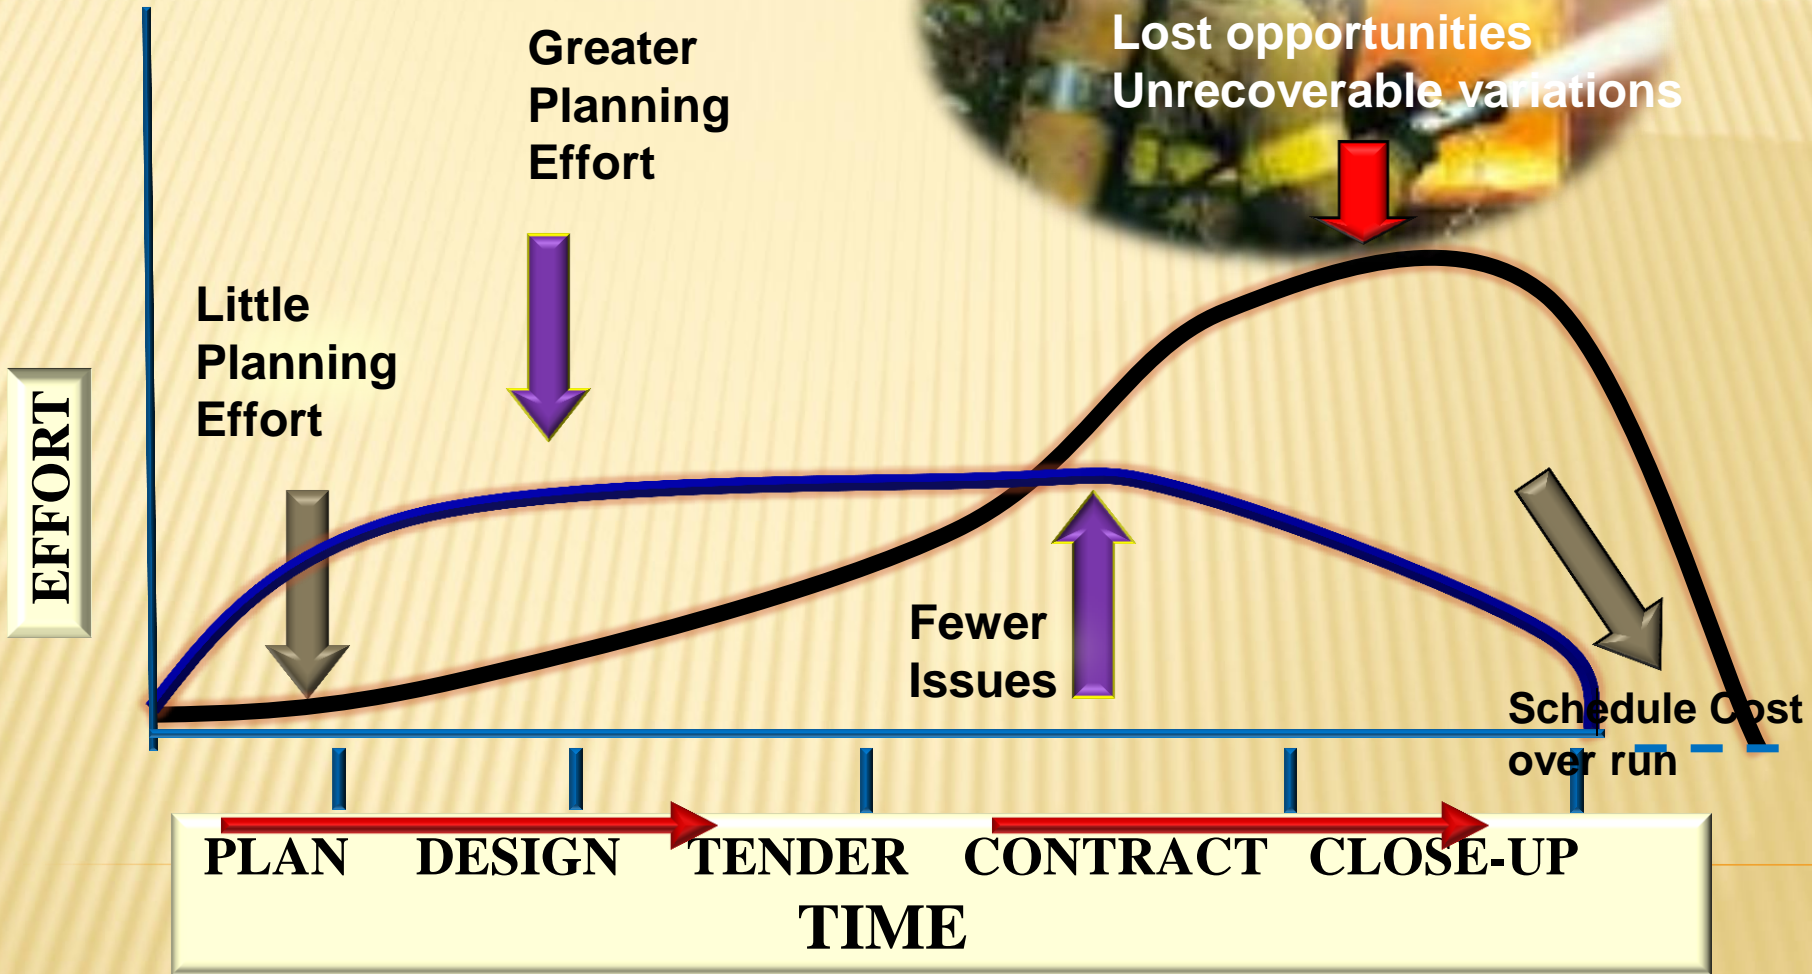 Lost opportunities
Unrecoverable variations
Greater
Planning
Effort
Little
Planning
Effort
EFFORT
Fewer
Issues
Schedule Cost
over run
PLAN DESIGN TENDER CONTRACT CLOSE-UP
TIME